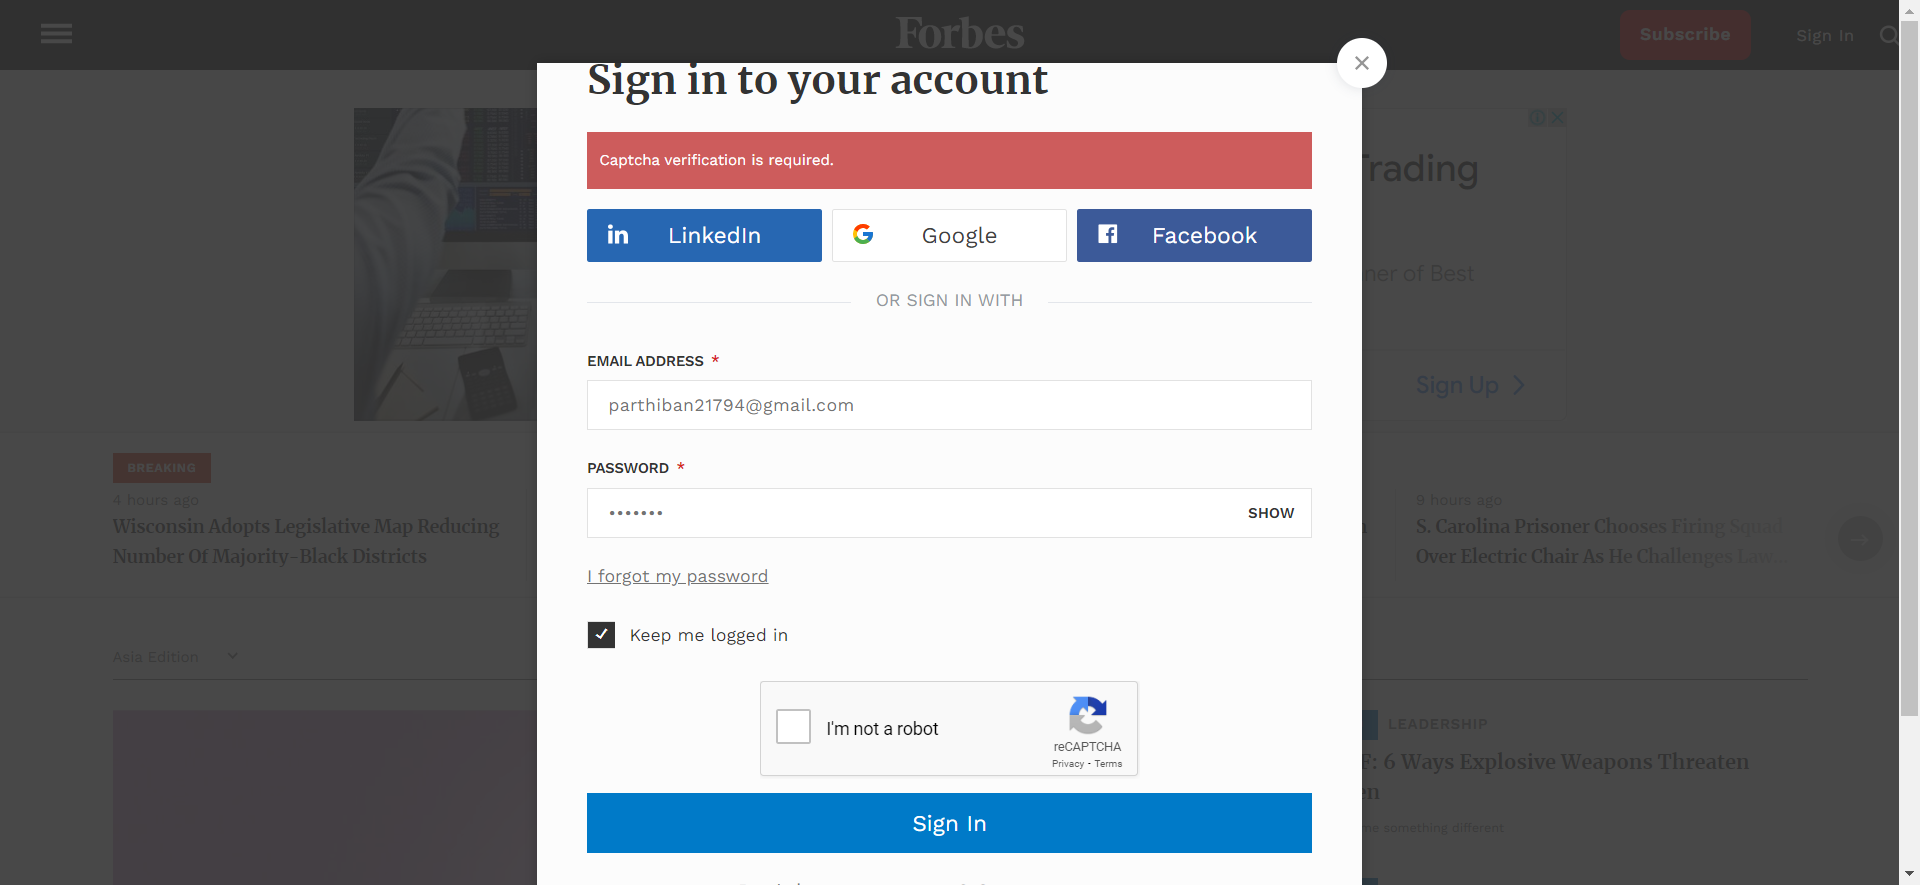 Forbes
Subscribe
Sign In
Sign in to your account
Captcha verification is required.
LinkedIn
Google
Facebook
OR SIGN IN WITH
EMAIL ADDRESS *
parthiban21794@gmail.com
PASSWORD *
•••••••
SHOW
I forgot my password
Keep me logged in
I'm not a robot
reCAPTCHA
Privacy - Terms
Sign In
Trading
ner of Best
Sign Up
BREAKING
4 hours ago
Wisconsin Adopts Legislative Map Reducing
Number Of Majority-Black Districts
9 hours ago
S. Carolina Prisoner Chooses Firing Squad
Over Electric Chair As He Challenges Law...
Asia Edition
LEADERSHIP
F: 6 Ways Explosive Weapons Threaten
en
me something different